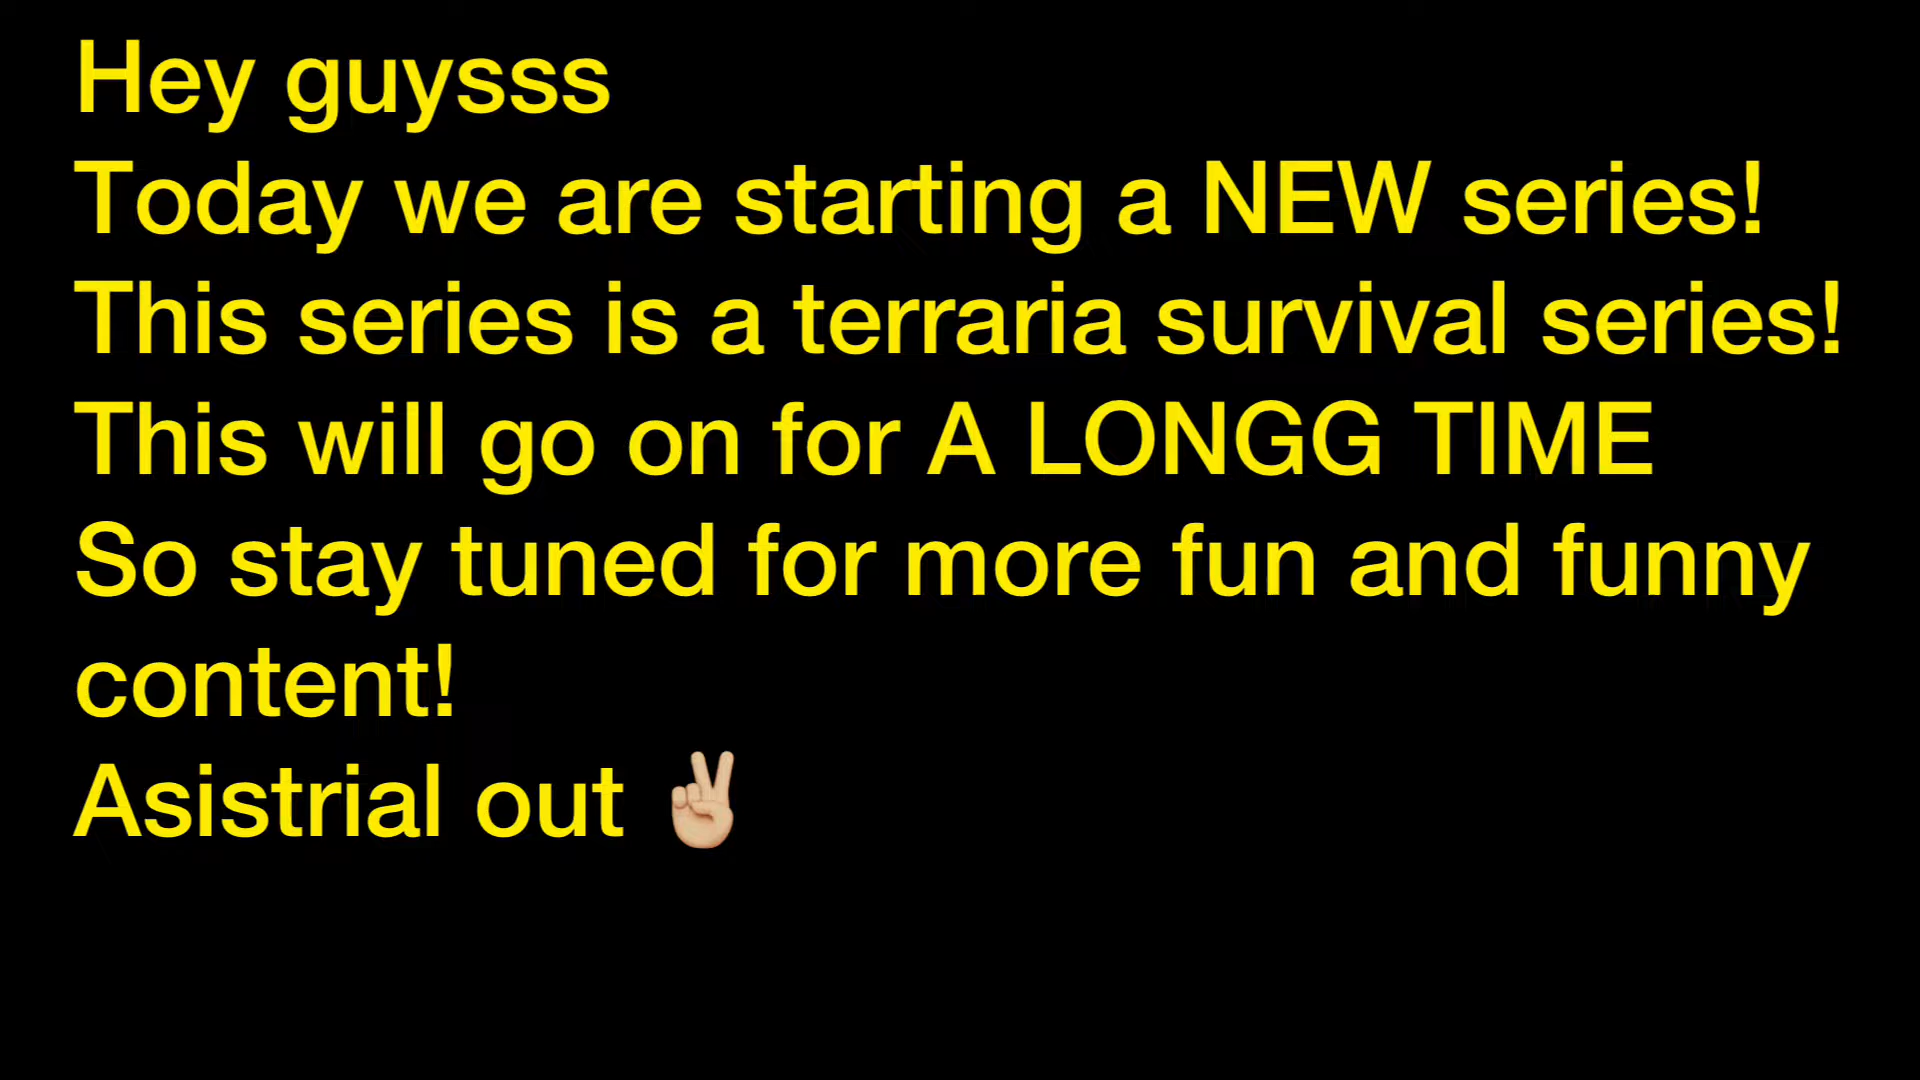 Hey guysss
Today we are starting a NEW series!
This series is a terraria survival series!
This will go on for A LONGG TIME
So stay tuned for more fun and funny
content!
Asistrial out ✌🏼